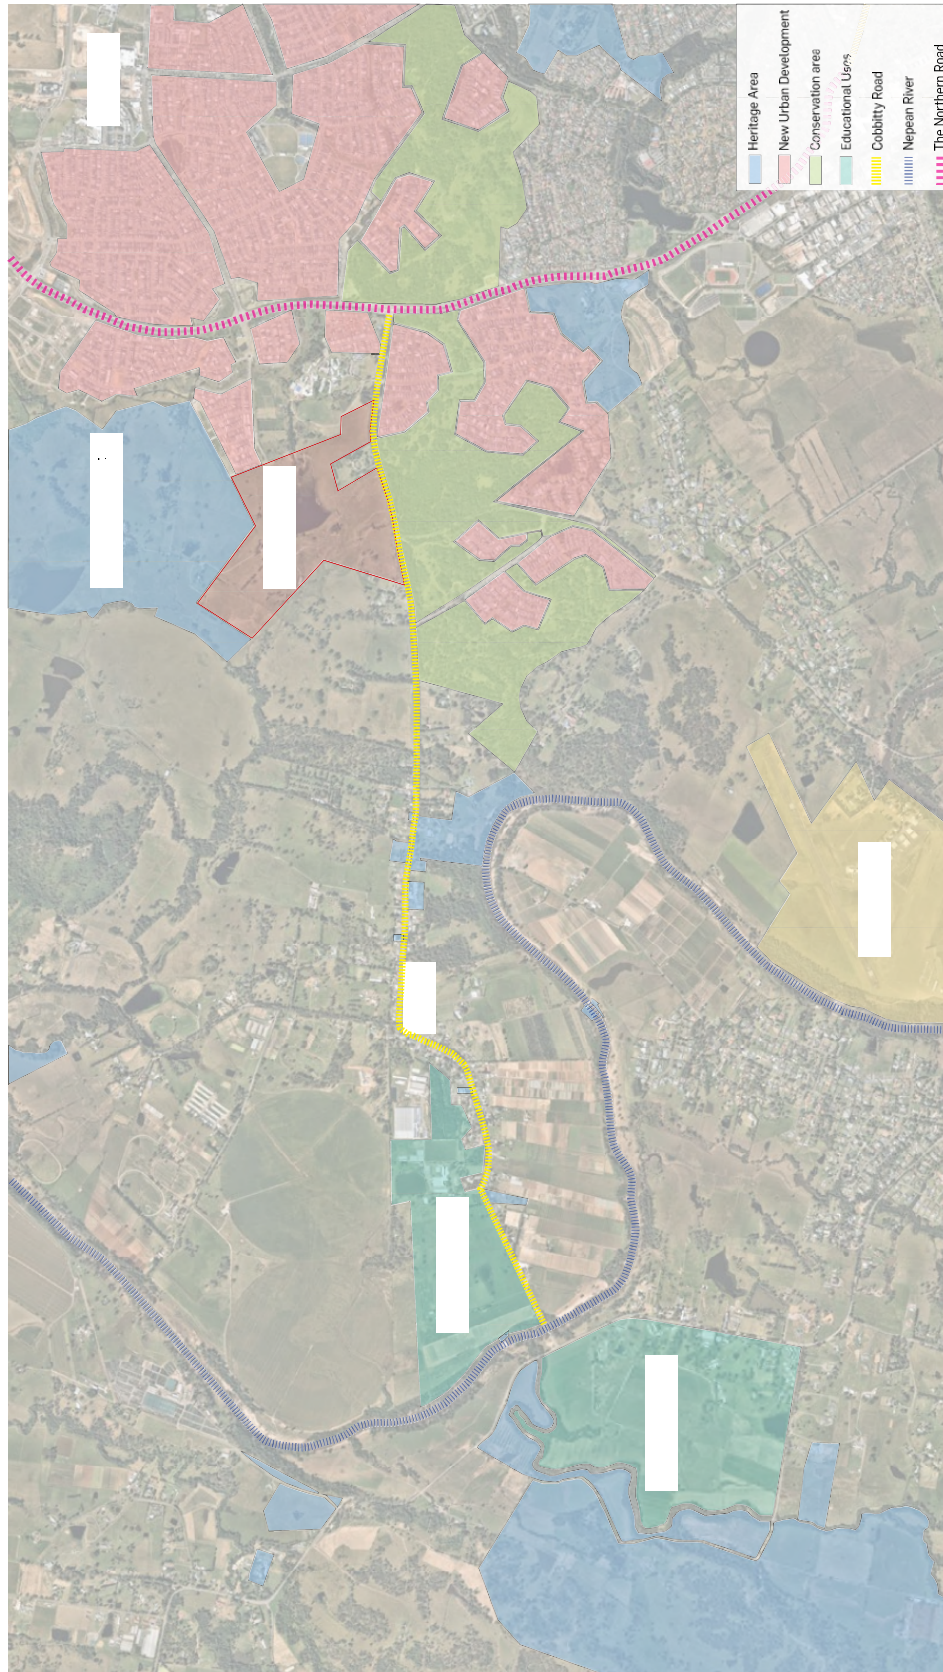 Heritage Area
New Urban Development
Conservation area
Educational Uses
Cobbitty Road
Nepean River
The Northern Road